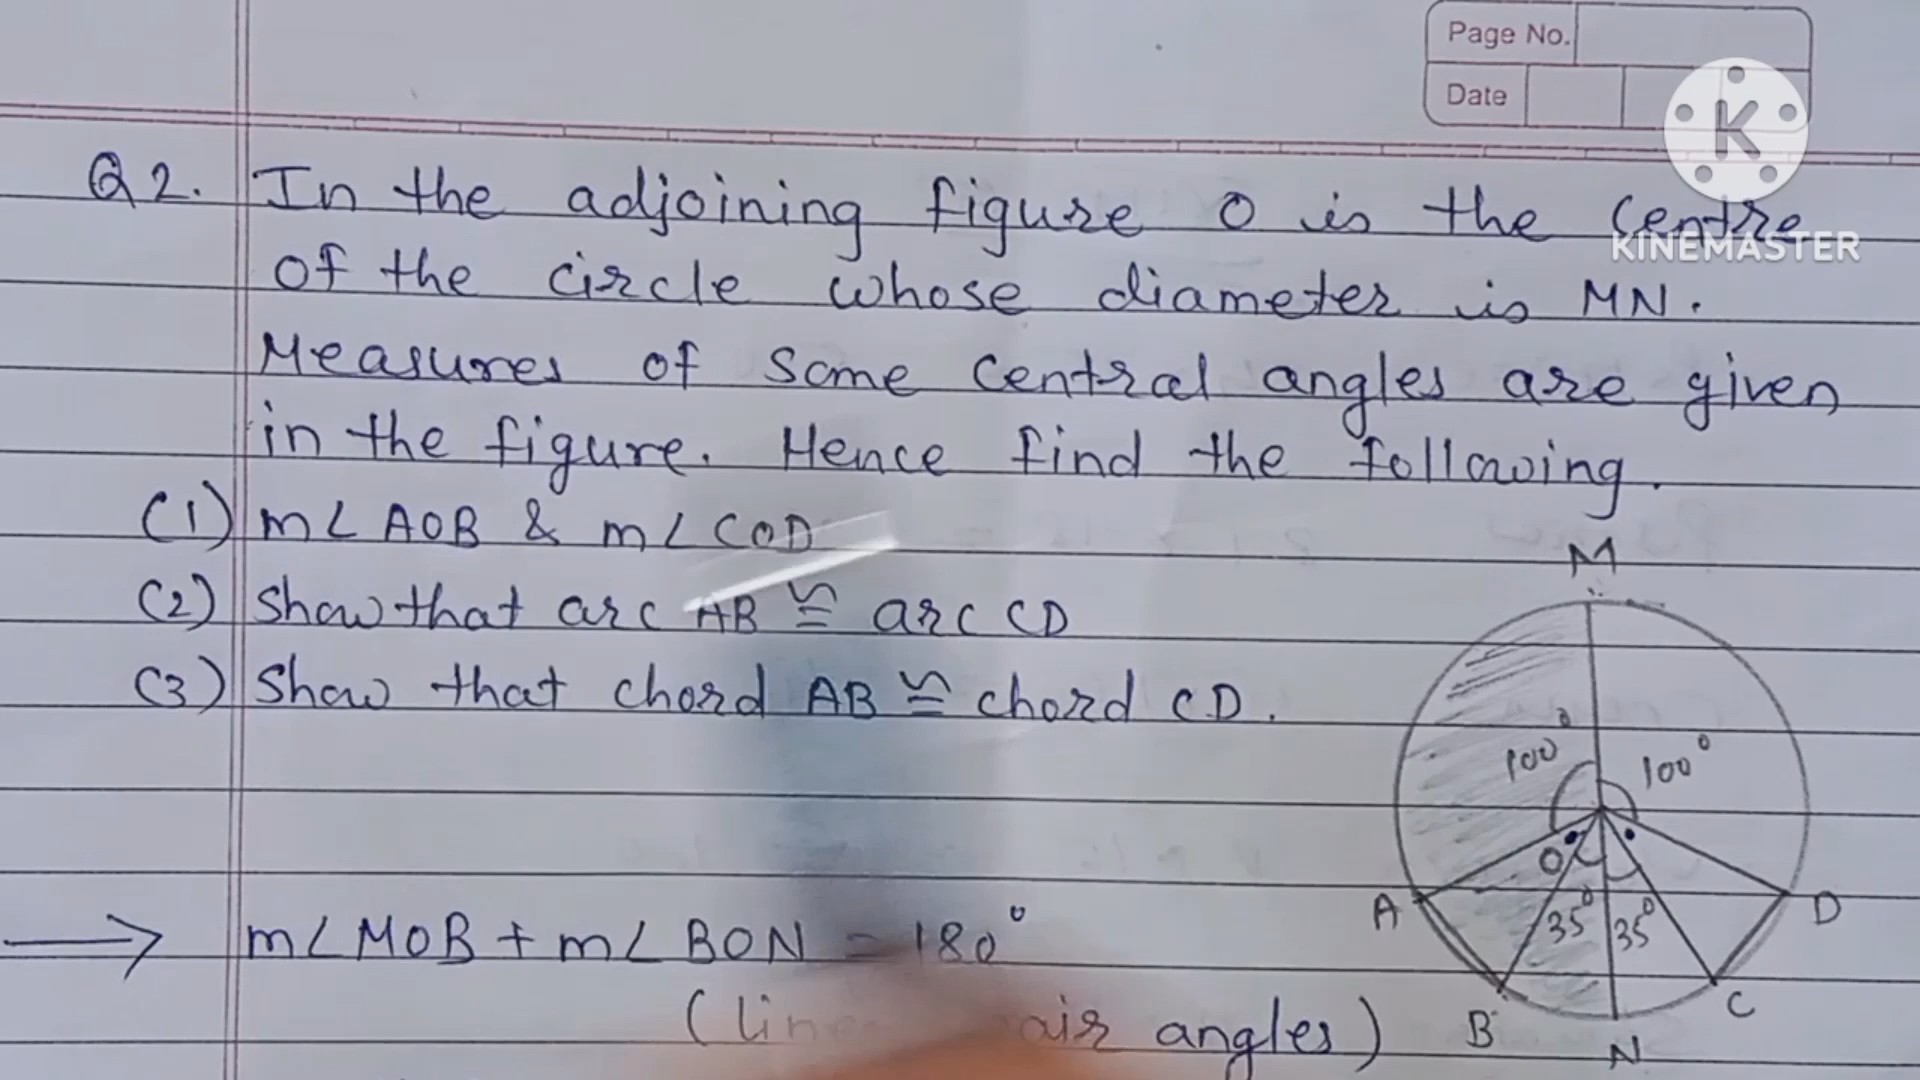 Page No.
Date
K
KINEMASTER
Q2. In the adjoining figure O is the centre
of the circle whose diameter is MN.
Measures of some central angles are given
in the figure. Hence find the following.
(1) m∠AOB & m∠COD
(2) Show that arc AB ≅ arc CD
(3) Show that chord AB ≅ chord CD.
M
100° 100°
O
A 35° 35° D
B N C
m∠MOB + m∠BON = 180°
( angles)